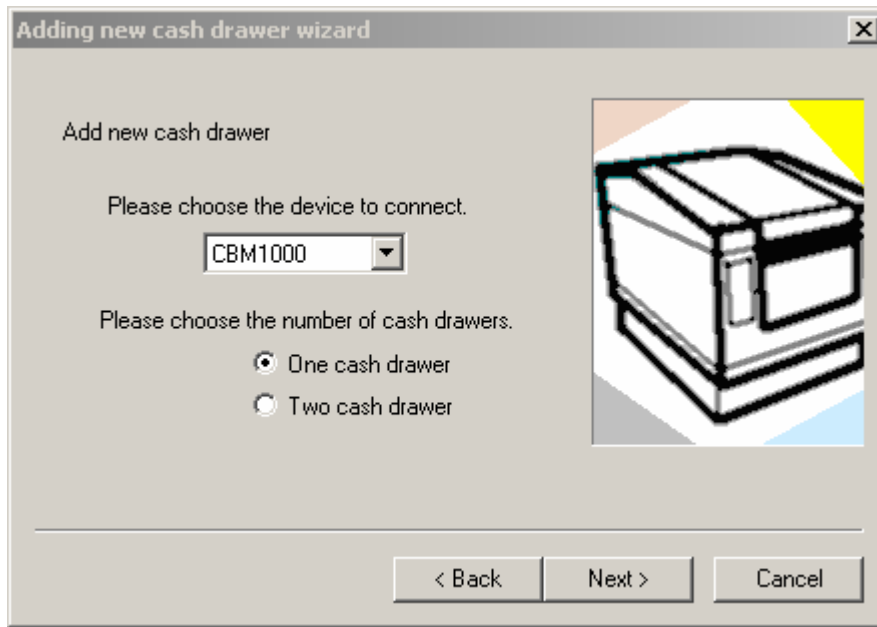 Adding new cash drawer wizard
Add new cash drawer
Please choose the device to connect.
CBM1000
Please choose the number of cash drawers.
One cash drawer
Two cash drawer
< Back Next > Cancel